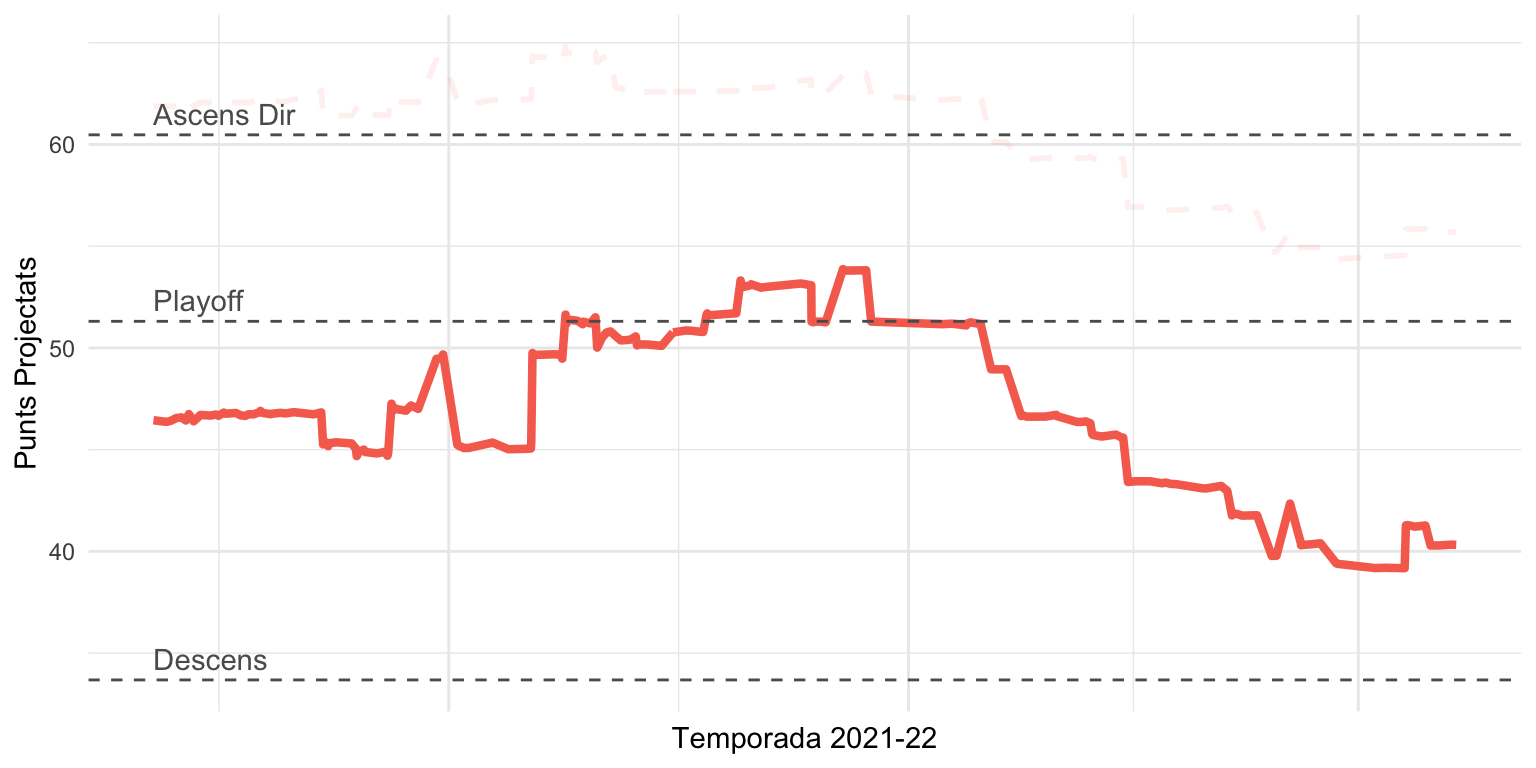 Ascens Dir
60
Playoff
50
40
Descens
Punts Projectats
Temporada 2021-22